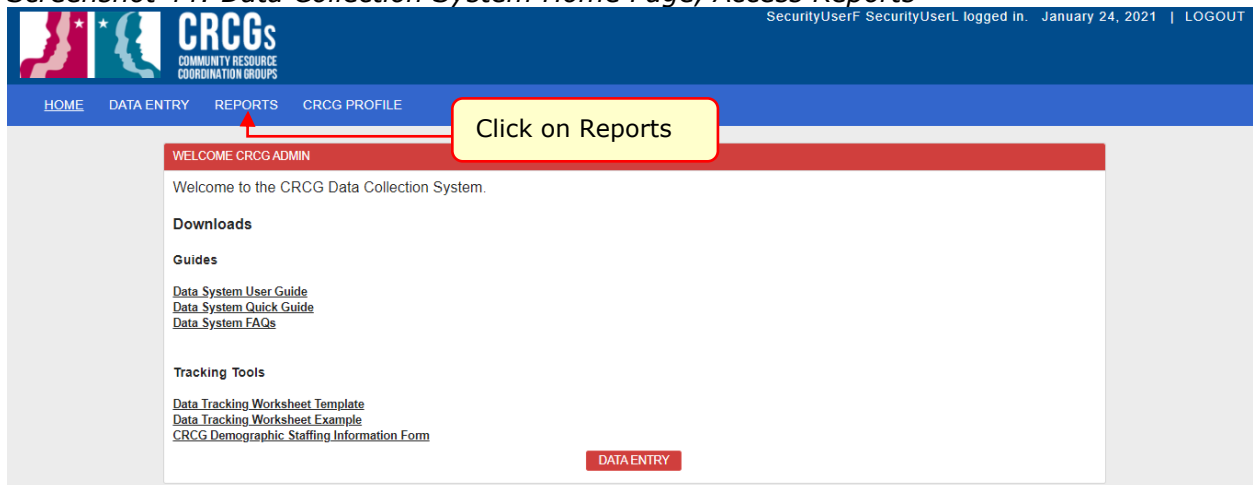 Screenshot 44. Data Collection System Home Page, Access Reports
SecurityUserF SecurityUserL logged in. January 24, 2021 | LOGOUT
CRCGs
COMMUNITY RESOURCE
COORDINATION GROUPS
HOME DATA ENTRY REPORTS CRCG PROFILE
Click on Reports
WELCOME CRCG ADMIN
Welcome to the CRCG Data Collection System.
Downloads
Guides
Data System User Guide
Data System Quick Guide
Data System FAQs
Tracking Tools
Data Tracking Worksheet Template
Data Tracking Worksheet Example
CRCG Demographic Staffing Information Form
DATA ENTRY